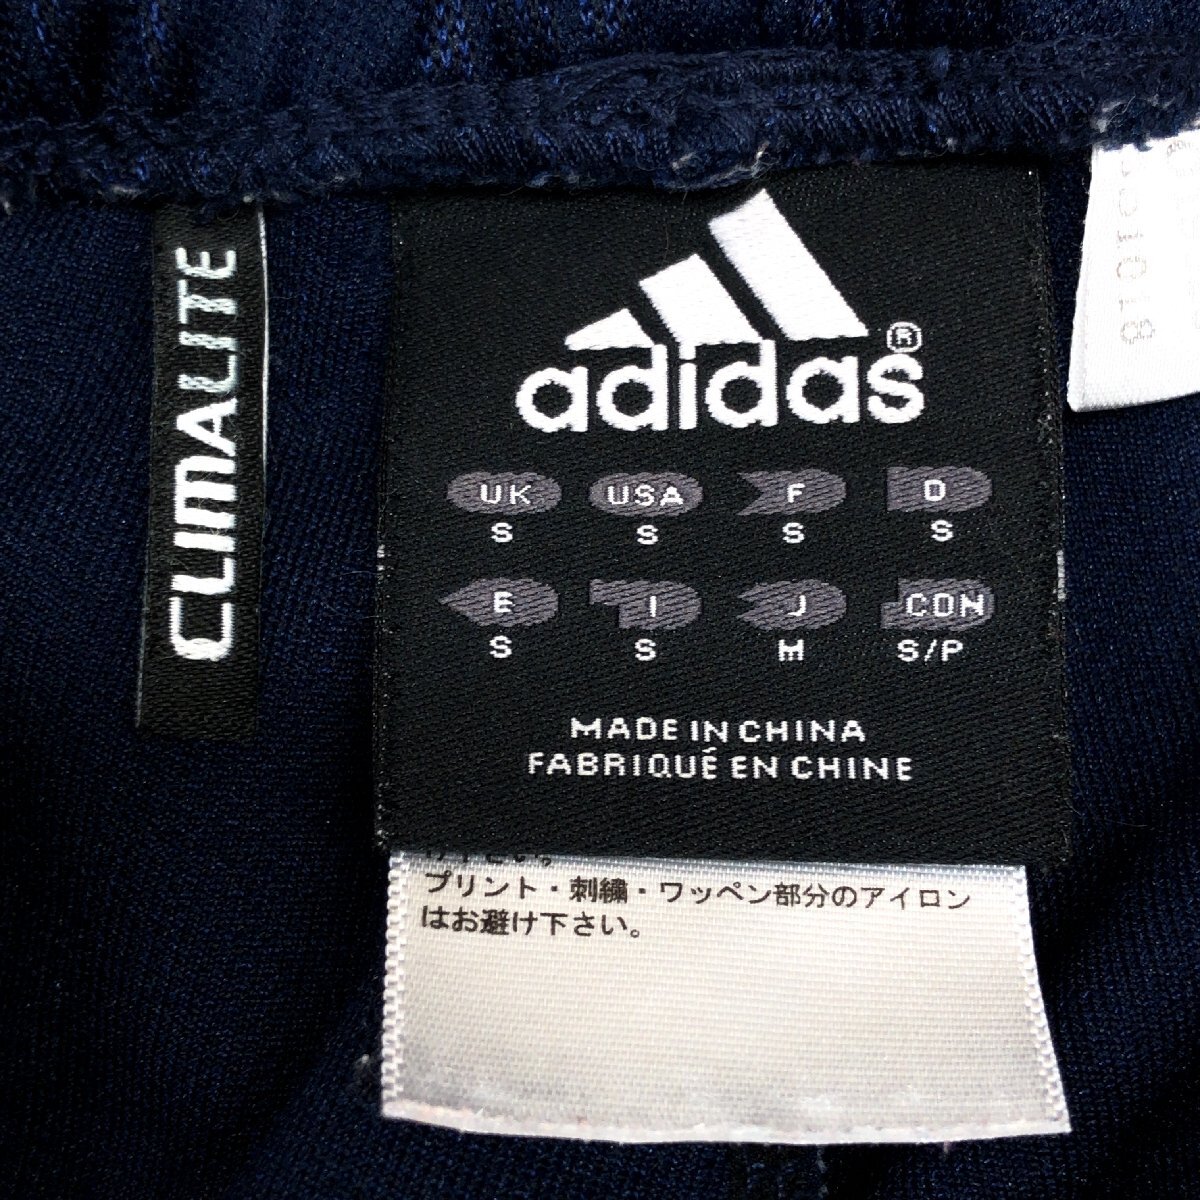 CLIMALITE
adidas®
UK USA F D
S S S S
E I J CON
S S M S/P
MADE IN CHINA
FABRIQUÉ EN CHINE
プリント・刺繍・ワッペン部分のアイロン
はお避け下さい。